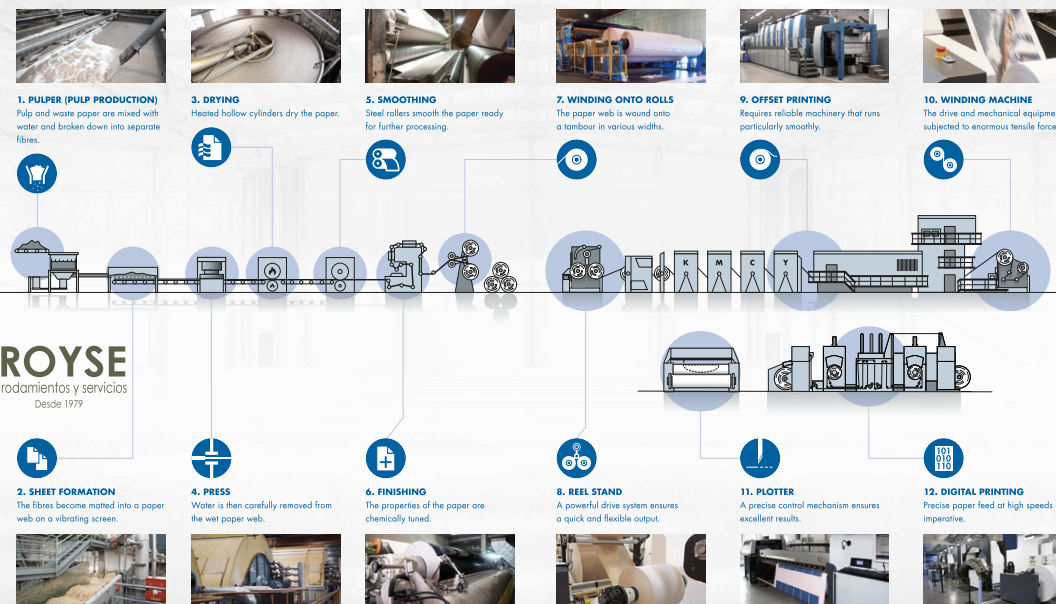 1. PULPER (PULP PRODUCTION)
Pulp and waste paper are mixed with
water and broken down into separate
fibres.
3. DRYING
Heated hollow cylinders dry the paper.
5. SMOOTHING
Steel rollers smooth the paper ready
for further processing.
7. WINDING ONTO ROLLS
The paper web is wound onto
a tambour in various widths.
9. OFFSET PRINTING
Requires reliable machinery that runs
particularly smoothly.
10. WINDING MACHINE
The drive and mechanical equipme
subjected to enormous tensile force
K M C Y
ROYSE
rodamientos y servicios
Desde 1979
101
010
110
2. SHEET FORMATION
The fibres become matted into a paper
web on a vibrating screen.
4. PRESS
Water is then carefully removed from
the wet paper web.
6. FINISHING
The properties of the paper are
chemically tuned.
8. REEL STAND
A powerful drive system ensures
a quick and flexible output.
11. PLOTTER
A precise control mechanism ensures
excellent results.
12. DIGITAL PRINTING
Precise paper feed at high speeds
imperative.